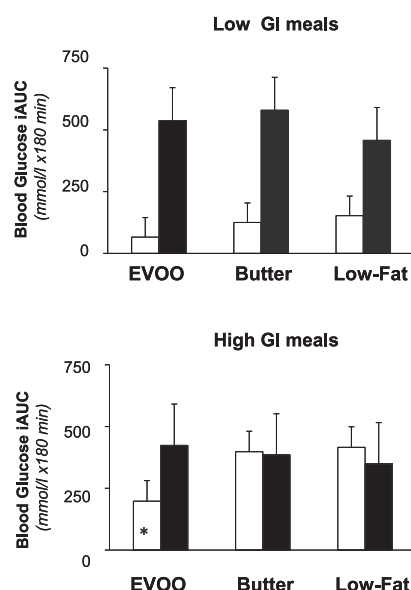 Low GI meals
Blood Glucose iAUC
(mmol/l x180 min)
750
500
250
0
EVOO Butter Low-Fat
High GI meals
Blood Glucose iAUC
(mmol/l x180 min)
750
500
250
0
*
EVOO Butter Low-Fat